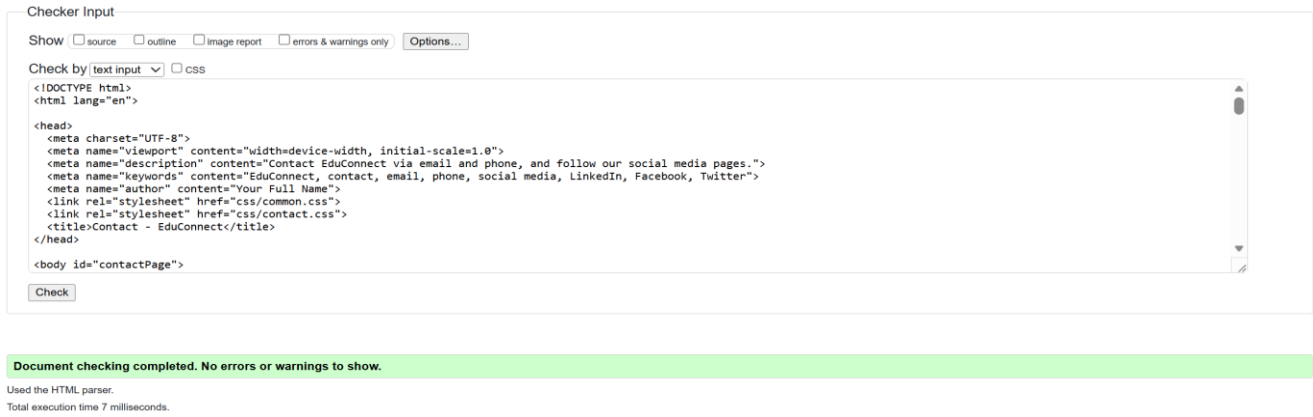 Checker Input
Show source outline image report errors & warnings only Options...
Check by text input css
<!DOCTYPE html>
<html lang="en">
<head>
<meta charset="UTF-8">
<meta name="viewport" content="width=device-width, initial-scale=1.0">
<meta name="description" content="Contact EduConnect via email and phone, and follow our social media pages.">
<meta name="keywords" content="EduConnect, contact, email, phone, social media, LinkedIn, Facebook, Twitter">
<meta name="author" content="Your Full Name">
<link rel="stylesheet" href="css/common.css">
<link rel="stylesheet" href="css/contact.css">
<title>Contact - EduConnect</title>
</head>
<body id="contactPage">
Check
Document checking completed. No errors or warnings to show.
Used the HTML parser.
Total execution time 7 milliseconds.